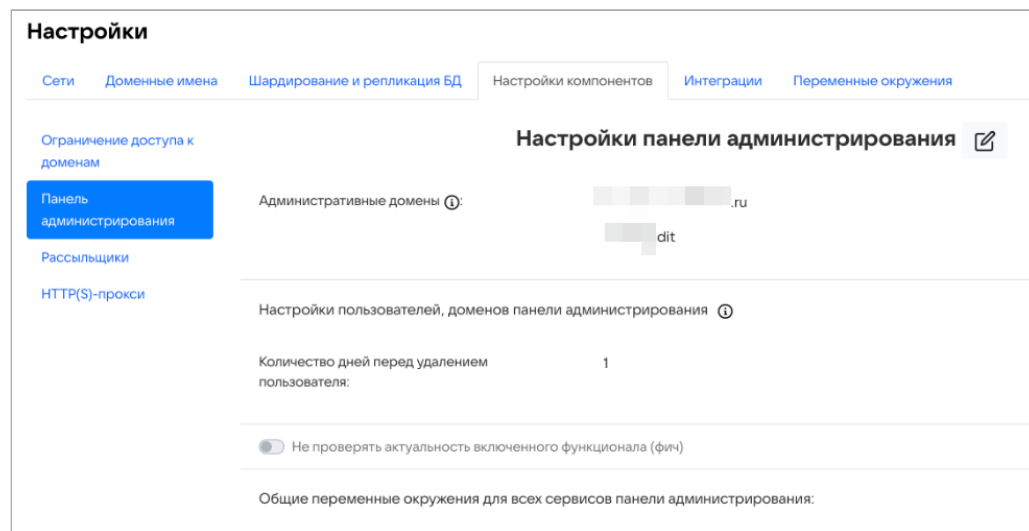 Настройки
Сети Доменные имена Шардирование и репликация БД Настройки компонентов Интеграции Переменные окружения
Ограничение доступа к
доменам
Панель
администрирования
Рассыльщики
HTTP(S)-прокси
Настройки панели администрирования
Административные домены : .ru
dit
Настройки пользователей, доменов панели администрирования
Количество дней перед удалением
пользователя: 1
Не проверять актуальность включенного функционала (фич)
Общие переменные окружения для всех сервисов панели администрирования: